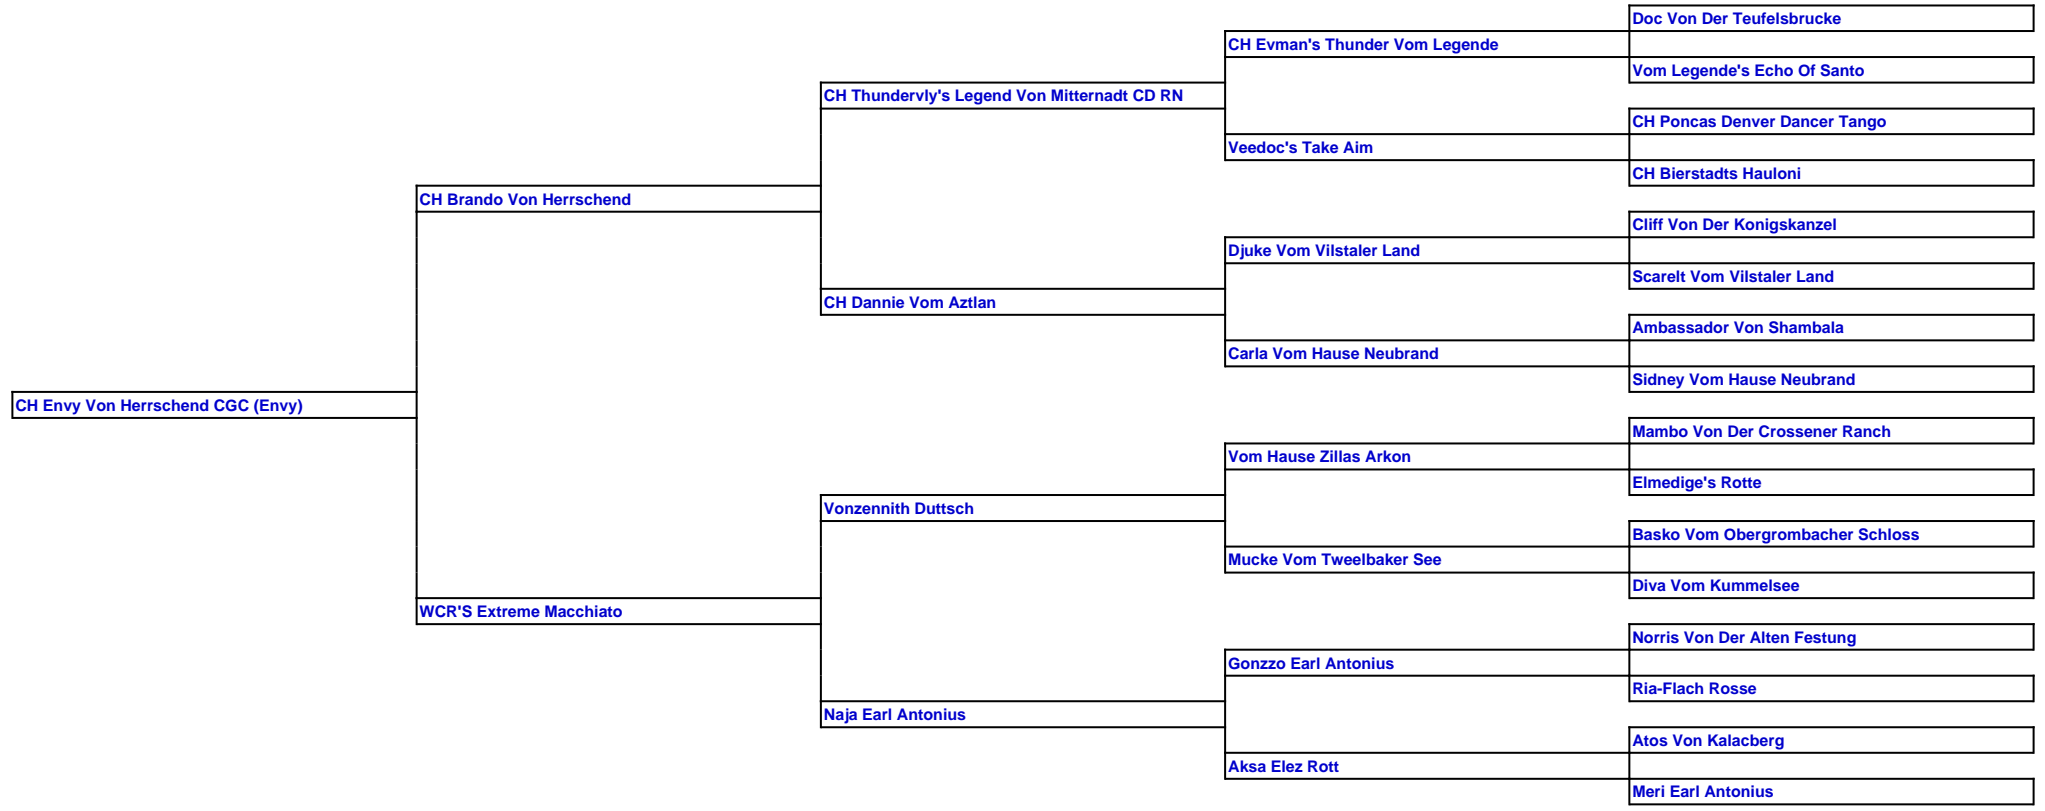 Doc Von Der Teufelsbrucke
CH Evman's Thunder Vom Legende
Vom Legende's Echo Of Santo
CH Thundervly's Legend Von Mitternadt CD RN
CH Poncas Denver Dancer Tango
Veedoc's Take Aim
CH Bierstadts Hauloni
CH Brando Von Herrschend
Cliff Von Der Konigskanzel
Djuke Vom Vilstaler Land
Scarelt Vom Vilstaler Land
CH Dannie Vom Aztlan
Ambassador Von Shambala
Carla Vom Hause Neubrand
Sidney Vom Hause Neubrand
CH Envy Von Herrschend CGC (Envy)
Mambo Von Der Crossener Ranch
Vom Hause Zillas Arkon
Elmedige's Rotte
Vonzennith Duttsch
Basko Vom Obergrombacher Schloss
Mucke Vom Tweelbaker See
Diva Vom Kummelsee
WCR'S Extreme Macchiato
Norris Von Der Alten Festung
Gonzzo Earl Antonius
Ria-Flach Rosse
Naja Earl Antonius
Atos Von Kalacberg
Aksa Elez Rott
Meri Earl Antonius